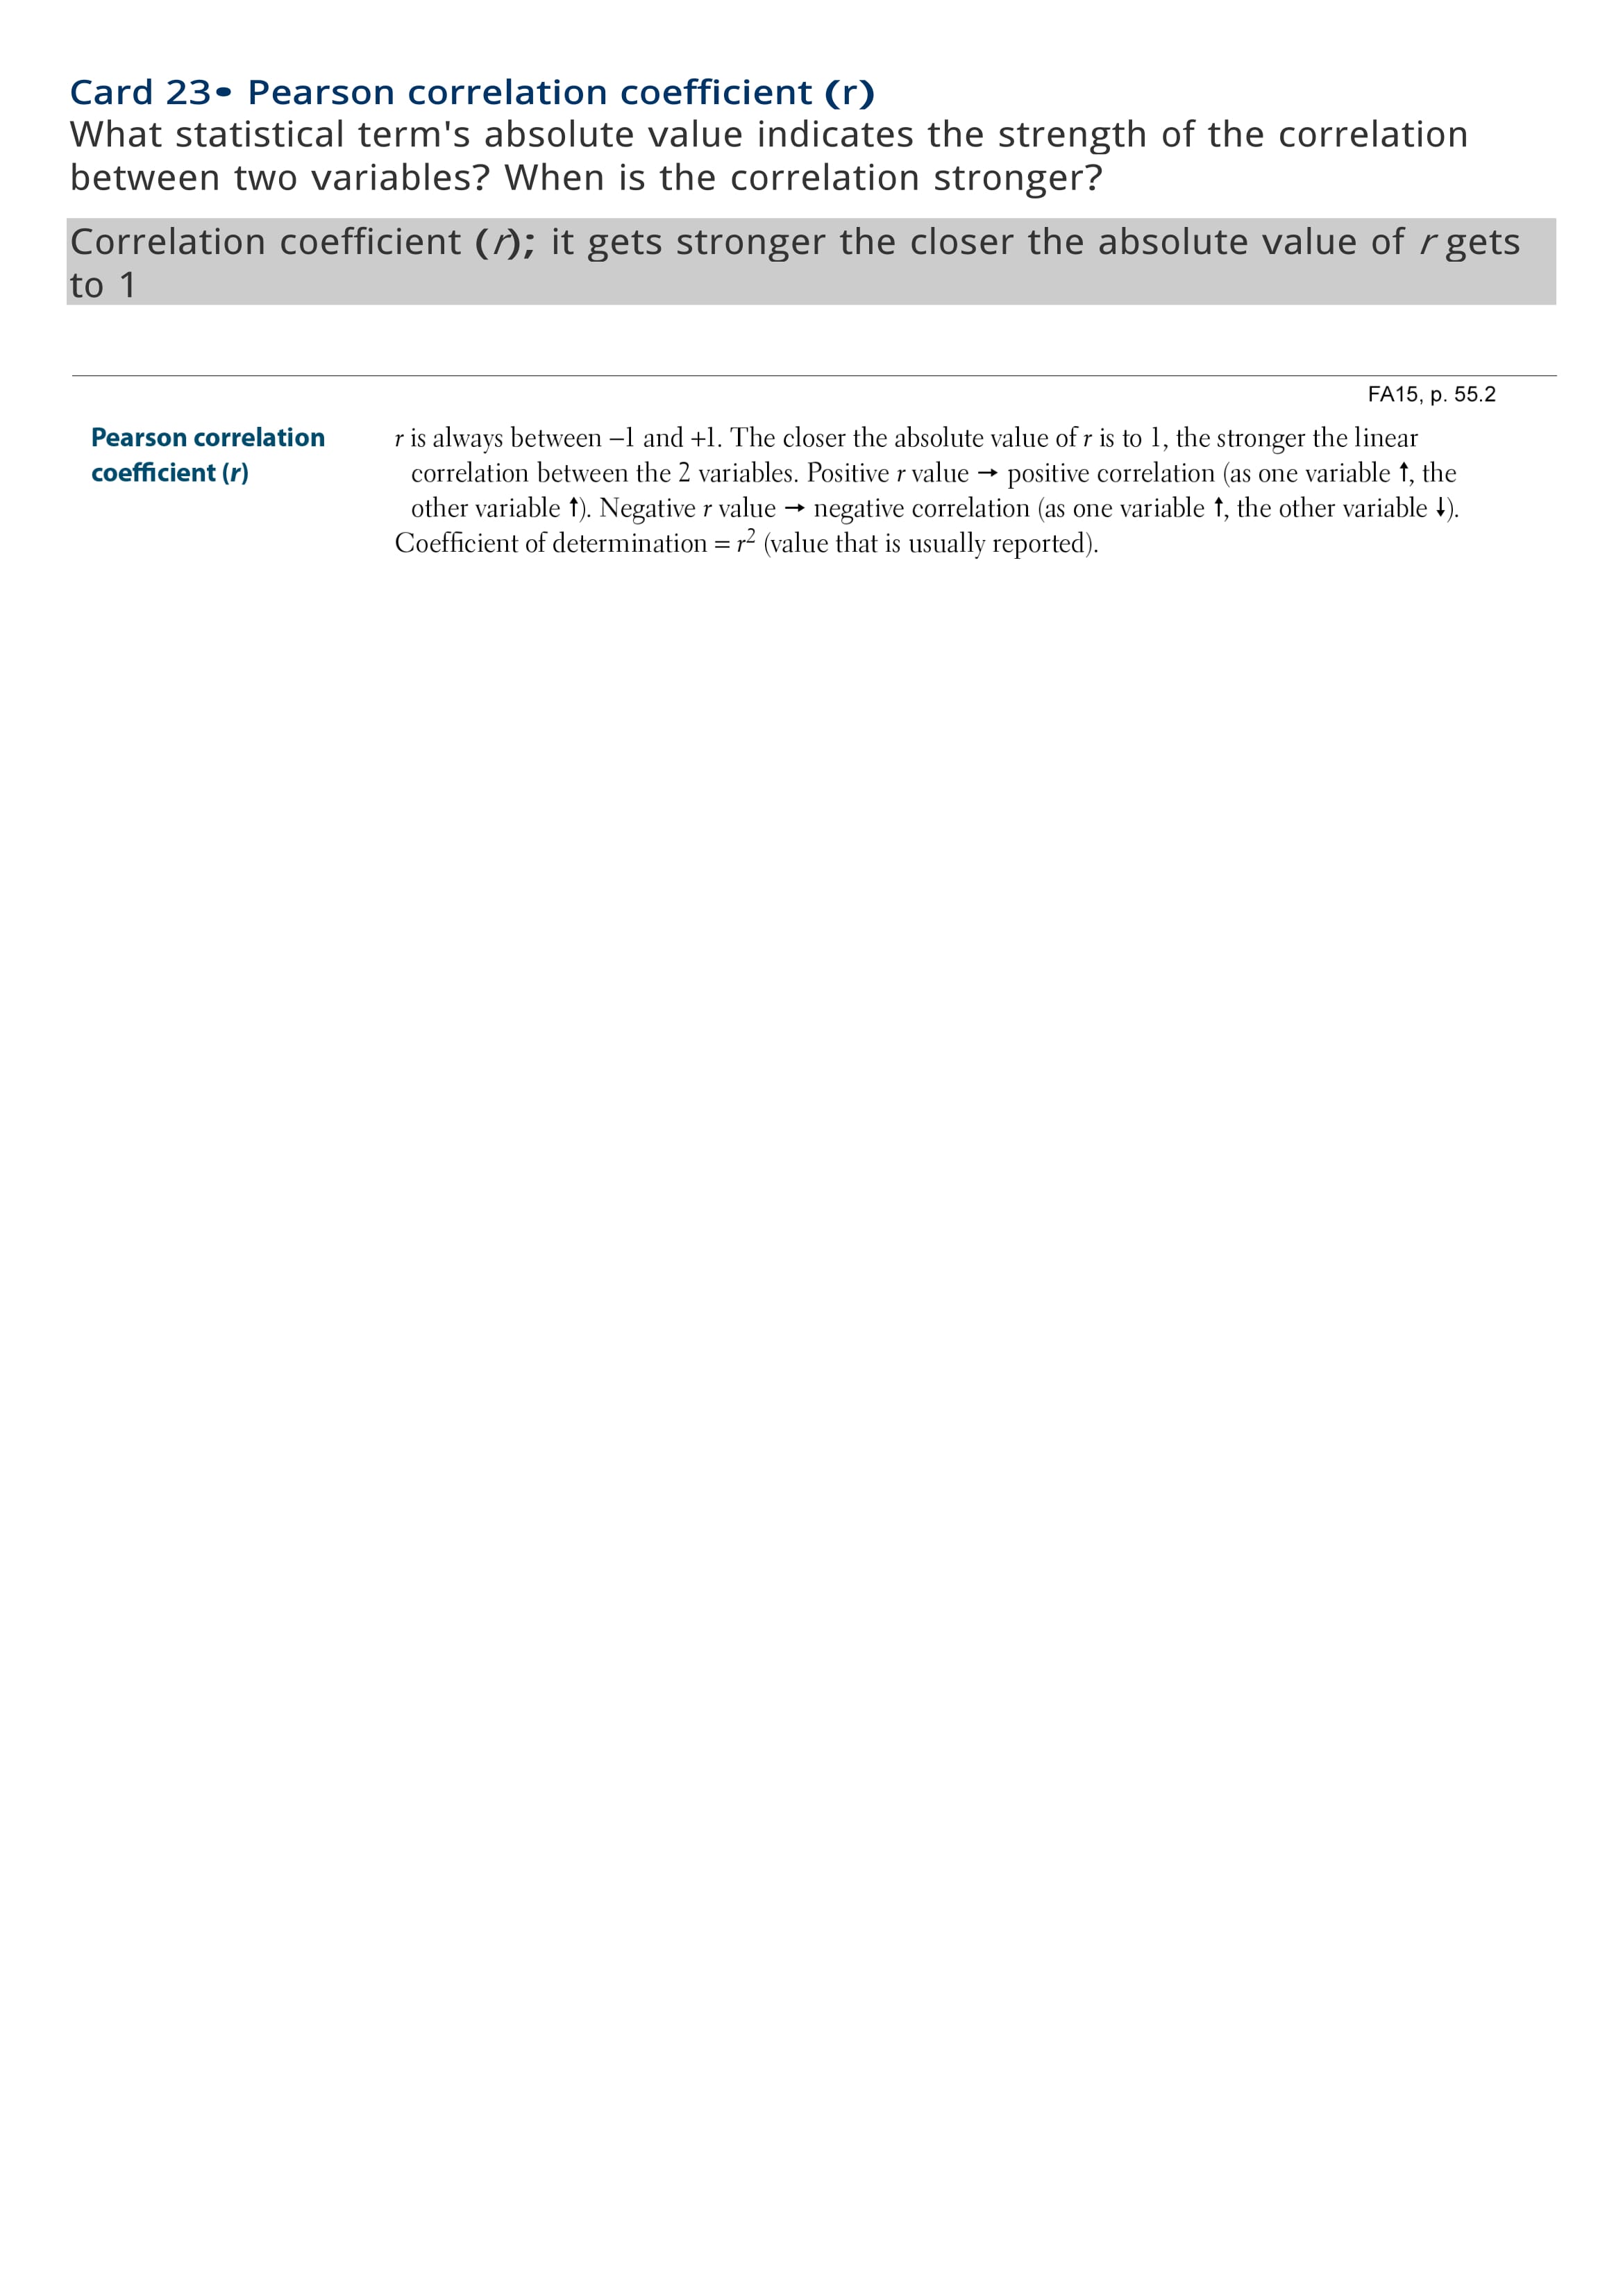 Card 23• Pearson correlation coefficient (r)
What statistical term's absolute value indicates the strength of the correlation
between two variables? When is the correlation stronger?
Correlation coefficient (r); it gets stronger the closer the absolute value of r gets
to 1
FA15, p. 55.2
Pearson correlation
coefficient (r)
r is always between –1 and +1. The closer the absolute value of r is to 1, the stronger the linear
correlation between the 2 variables. Positive r value → positive correlation (as one variable ↑, the
other variable ↑). Negative r value → negative correlation (as one variable ↑, the other variable ↓).
Coefficient of determination = r² (value that is usually reported).